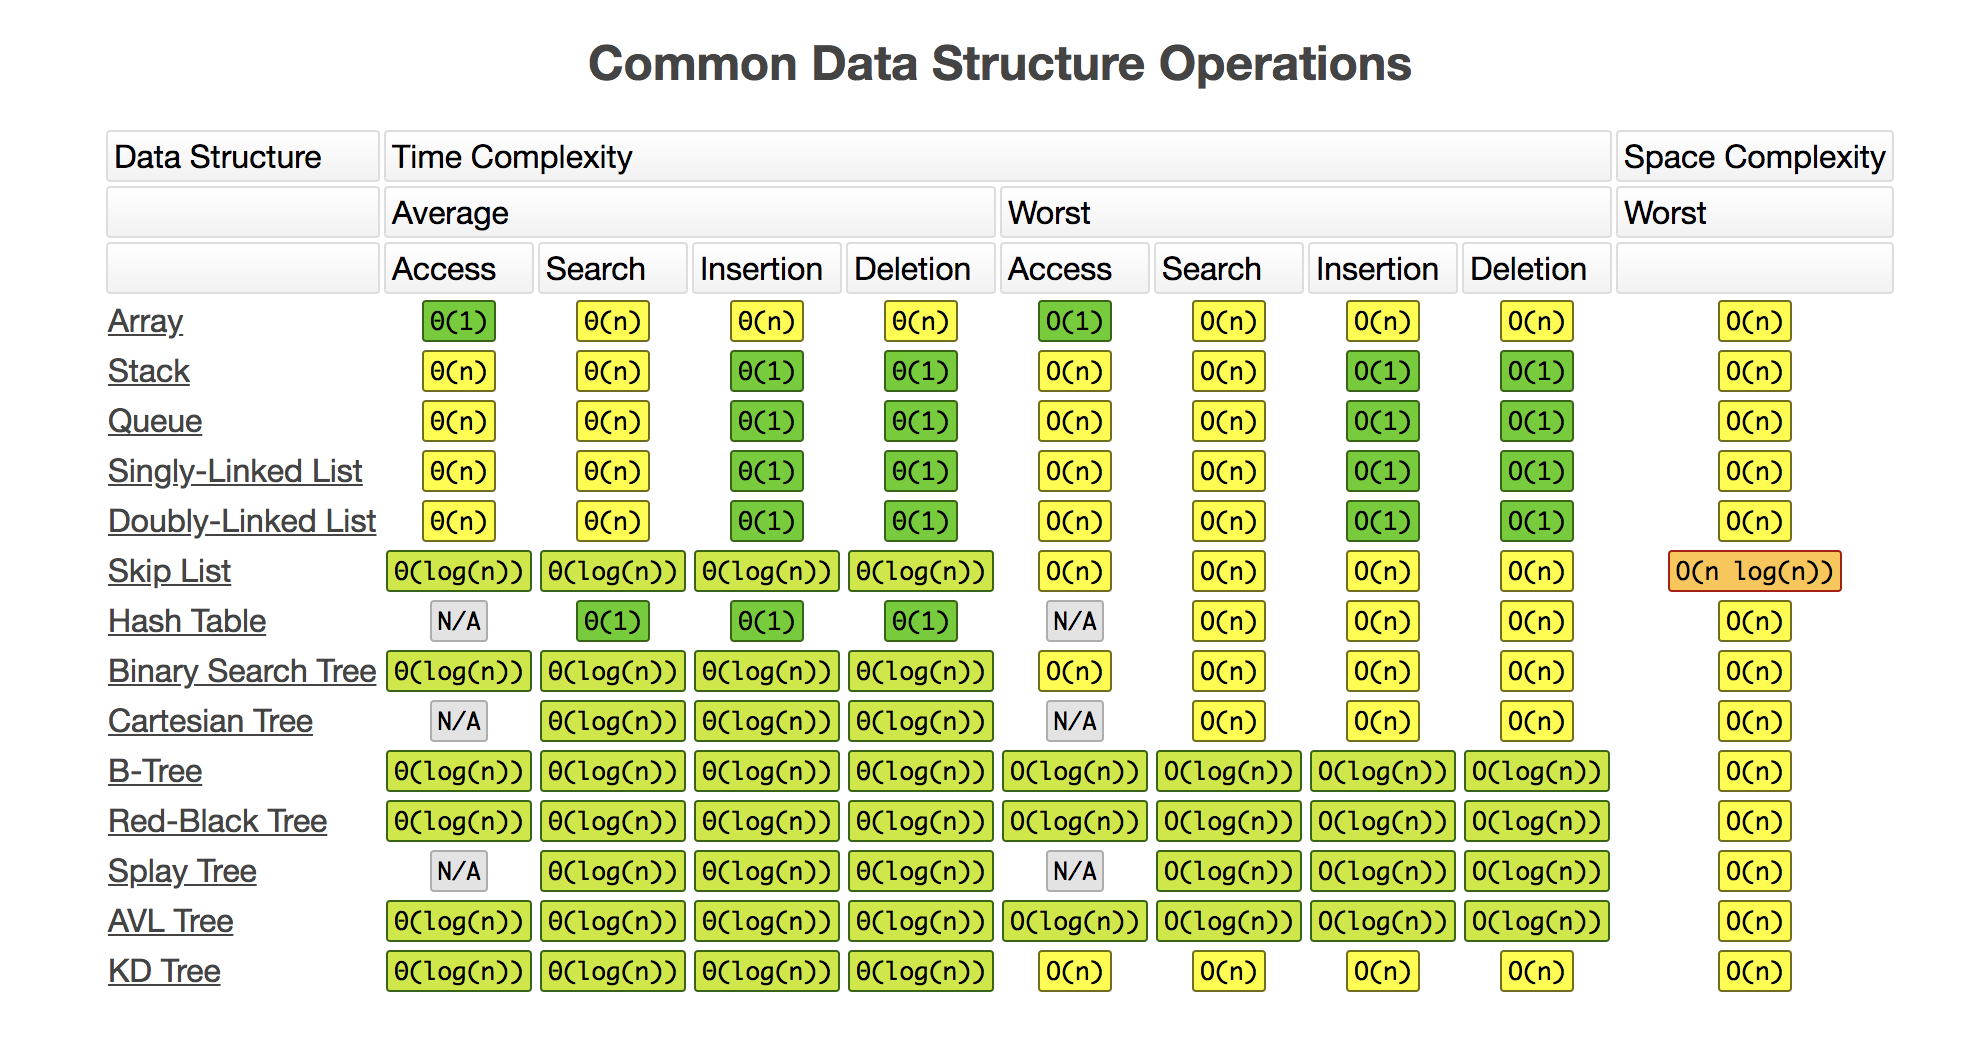 Common Data Structure Operations
Data Structure Time Complexity Space Complexity
Average Worst Worst
Access Search Insertion Deletion Access Search Insertion Deletion
Array Θ(1) Θ(n) Θ(n) Θ(n) O(1) O(n) O(n) O(n) O(n)
Stack Θ(n) Θ(n) Θ(1) Θ(1) O(n) O(n) O(1) O(1) O(n)
Queue Θ(n) Θ(n) Θ(1) Θ(1) O(n) O(n) O(1) O(1) O(n)
Singly-Linked List Θ(n) Θ(n) Θ(1) Θ(1) O(n) O(n) O(1) O(1) O(n)
Doubly-Linked List Θ(n) Θ(n) Θ(1) Θ(1) O(n) O(n) O(1) O(1) O(n)
Skip List Θ(log(n)) Θ(log(n)) Θ(log(n)) Θ(log(n)) O(n) O(n) O(n) O(n) O(n log(n))
Hash Table N/A Θ(1) Θ(1) Θ(1) N/A O(n) O(n) O(n) O(n)
Binary Search Tree Θ(log(n)) Θ(log(n)) Θ(log(n)) Θ(log(n)) O(n) O(n) O(n) O(n) O(n)
Cartesian Tree N/A Θ(log(n)) Θ(log(n)) Θ(log(n)) N/A O(n) O(n) O(n) O(n)
B-Tree Θ(log(n)) Θ(log(n)) Θ(log(n)) Θ(log(n)) O(log(n)) O(log(n)) O(log(n)) O(log(n)) O(n)
Red-Black Tree Θ(log(n)) Θ(log(n)) Θ(log(n)) Θ(log(n)) O(log(n)) O(log(n)) O(log(n)) O(log(n)) O(n)
Splay Tree N/A Θ(log(n)) Θ(log(n)) Θ(log(n)) N/A O(log(n)) O(log(n)) O(log(n)) O(n)
AVL Tree Θ(log(n)) Θ(log(n)) Θ(log(n)) Θ(log(n)) O(log(n)) O(log(n)) O(log(n)) O(log(n)) O(n)
KD Tree Θ(log(n)) Θ(log(n)) Θ(log(n)) Θ(log(n)) O(n) O(n) O(n) O(n) O(n)